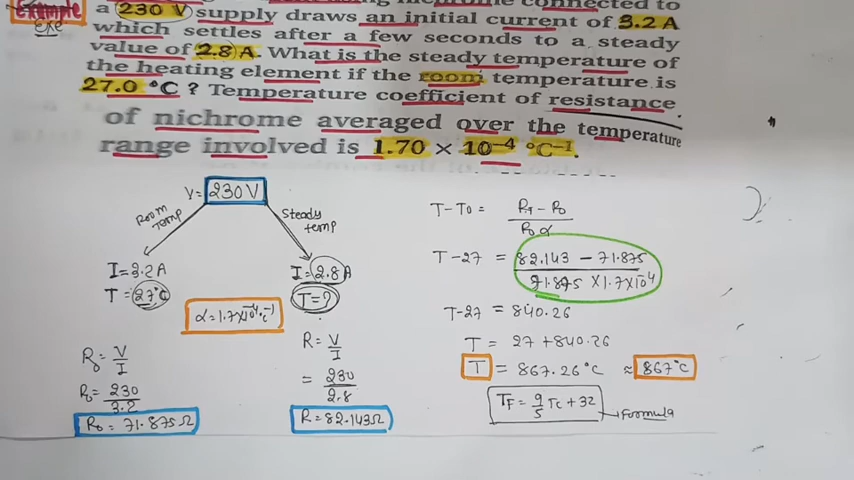 Example
exe
connected to
a 230 V supply draws an initial current of 3.2 A
which settles after a few seconds to a steady
value of 2.8 A. What is the steady temperature of
the heating element if the room temperature is
27.0 °C ? Temperature coefficient of resistance
of nichrome averaged over the temperature
range involved is 1.70 × 10⁻⁴ °C⁻¹.
V = 230 V
Room temp
Steady temp
I = 3.2 A
T = 27°C
I = 2.8 A
T = ?
α = 1.7×10⁻⁴ °C⁻¹
R₀ = V/I
R₀ = 230/3.2
R₀ = 71.875 Ω
R = V/I
= 230/2.8
R = 82.143 Ω
T - T₀ = (R_T - R₀)/(R₀ α)
T - 27 = (82.143 - 71.875)/(71.875 × 1.7×10⁻⁴)
T - 27 = 840.26
T = 27 + 840.26
T = 867.26°C ≈ 867°C
T_F = 9/5 T_C + 32
Formula